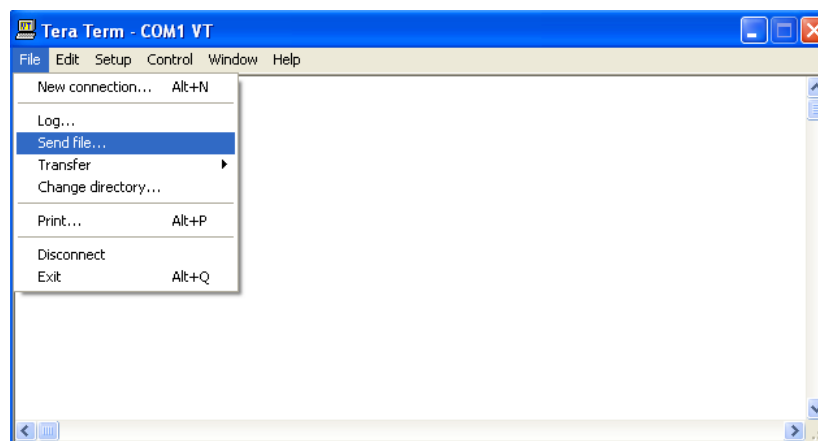 Tera Term - COM1 VT
File Edit Setup Control Window Help
New connection... Alt+N
Log...
Send file...
Transfer
Change directory...
Print... Alt+P
Disconnect
Exit Alt+Q